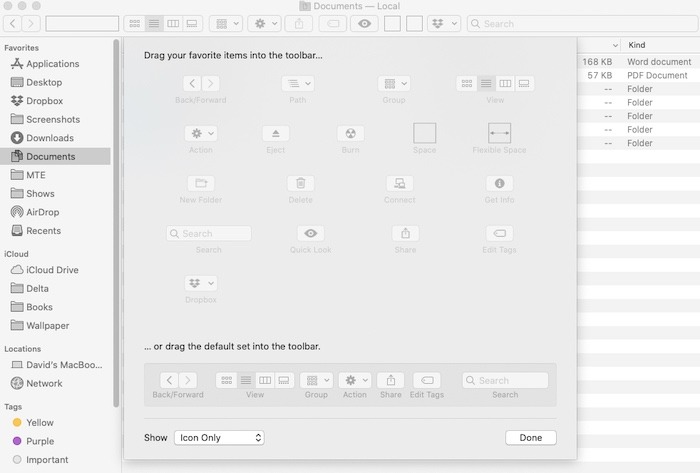 Documents — Local
Search
Favorites
Applications
Desktop
Dropbox
Screenshots
Downloads
Documents
MTE
Shows
AirDrop
Recents
iCloud
iCloud Drive
Delta
Books
Wallpaper
Locations
David's MacBoo...
Network
Tags
Yellow
Purple
Important
Drag your favorite items into the toolbar...
Back/Forward Path Group View
Action Eject Burn Space Flexible Space
New Folder Delete Connect Get Info
Search
Search Quick Look Share Edit Tags
Dropbox
... or drag the default set into the toolbar.
Search
Back/Forward View Group Action Share Edit Tags Search
Show Icon Only Done
Kind
168 KB Word document
57 KB PDF Document
-- Folder
-- Folder
-- Folder
-- Folder
-- Folder